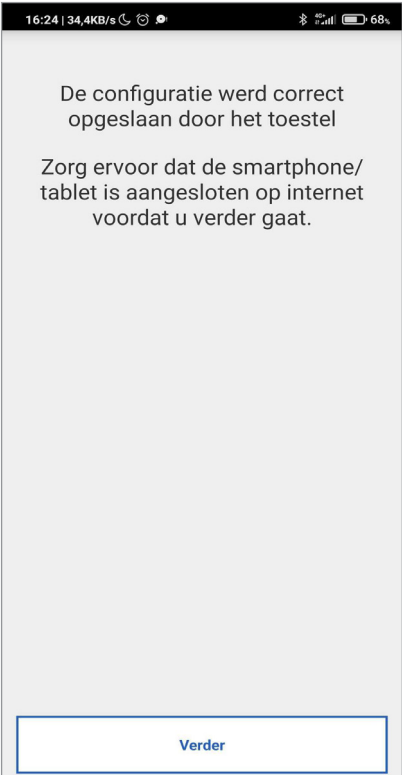 16:24 | 34,4KB/s 4G+ 68%
De configuratie werd correct
opgeslaan door het toestel
Zorg ervoor dat de smartphone/
tablet is aangesloten op internet
voordat u verder gaat.
Verder